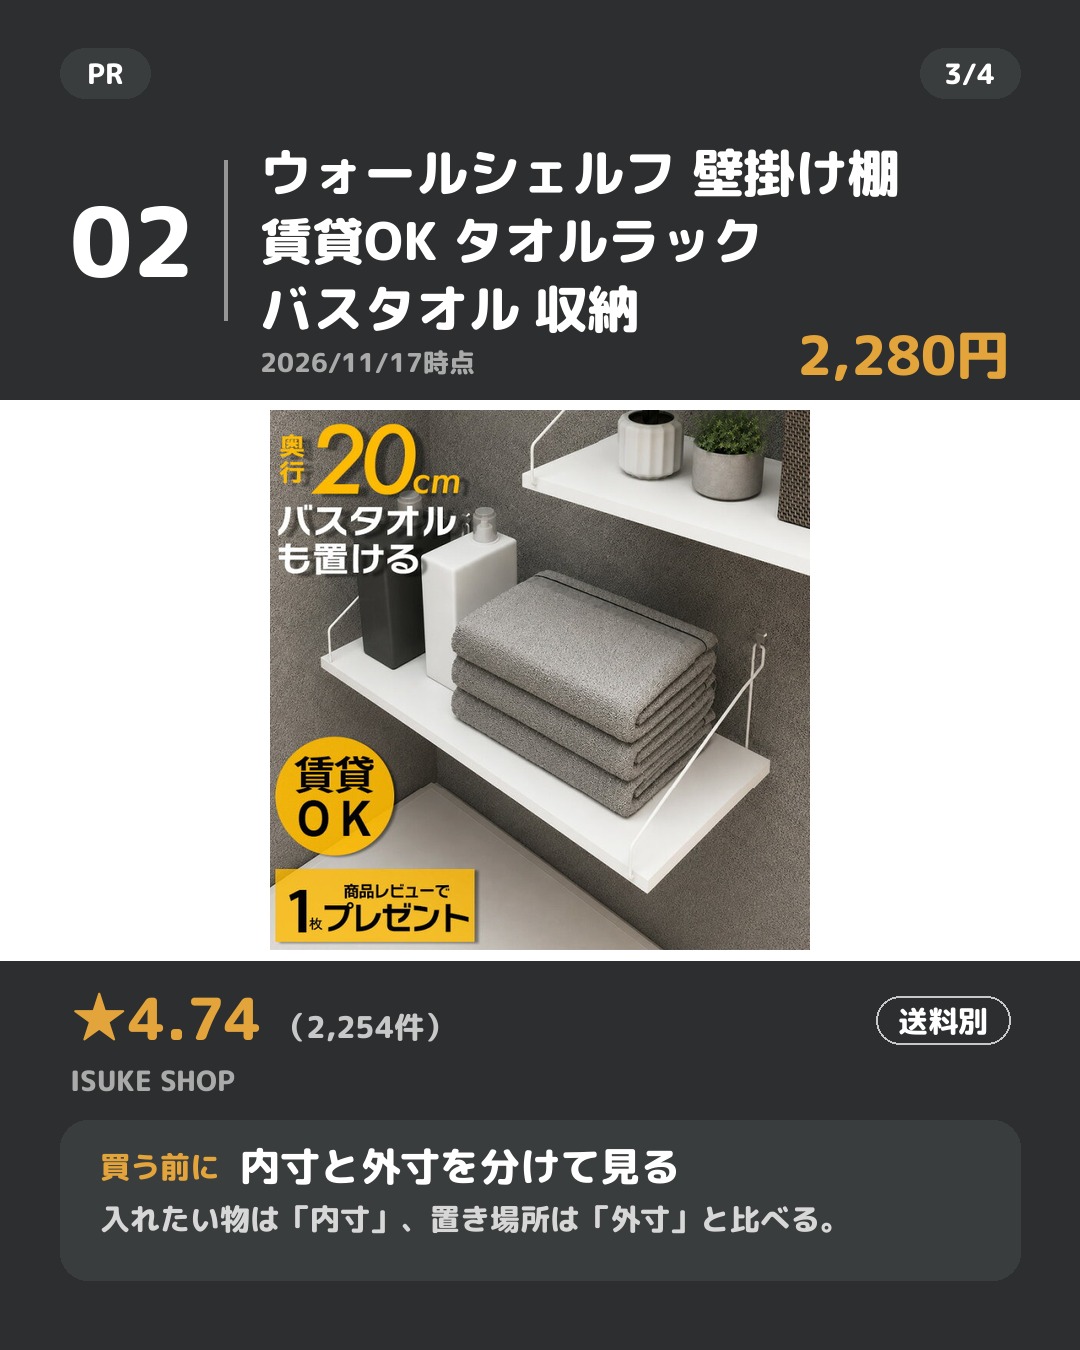 PR
3/4
02
ウォールシェルフ 壁掛け棚
賃貸OK タオルラック
バスタオル 収納
2026/11/17時点
2,280円
奥行20cm
バスタオル
も置ける
賃貸
OK
商品レビューで
1枚プレゼント
★4.74 (2,254件)
送料別
ISUKE SHOP
買う前に 内寸と外寸を分けて見る
入れたい物は「内寸」、置き場所は「外寸」と比べる。